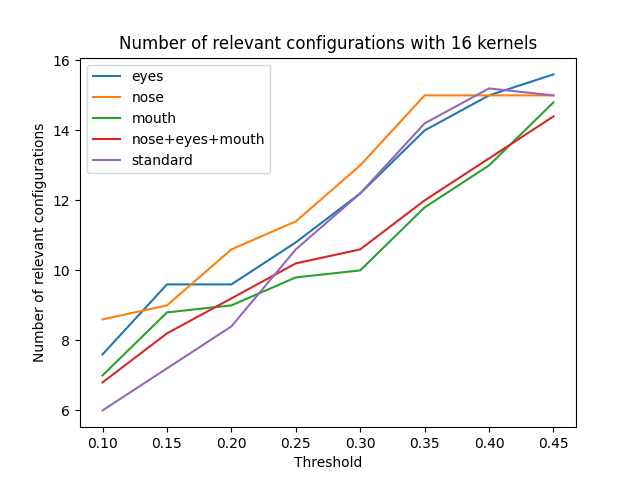 Number of relevant configurations with 16 kernels
16
14
12
10
8
6
Number of relevant configurations
eyes
nose
mouth
nose+eyes+mouth
standard
0.10 0.15 0.20 0.25 0.30 0.35 0.40 0.45
Threshold